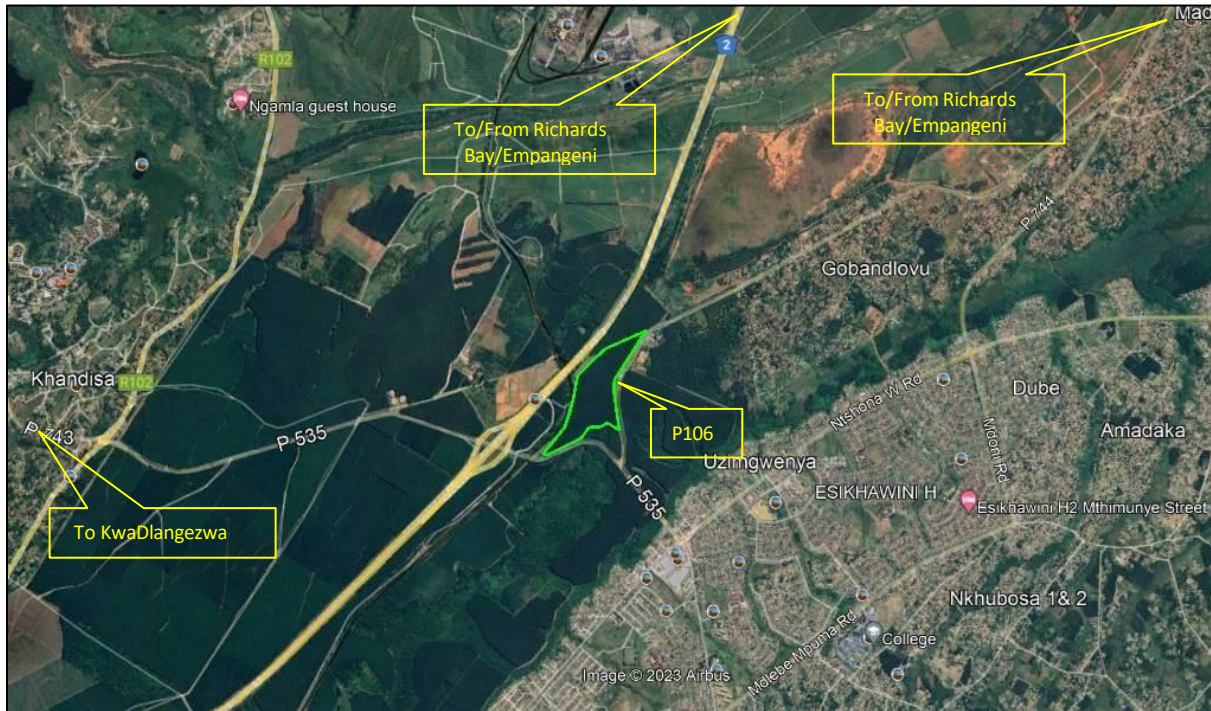 Mad
R102
2
Ngamla guest house
To/From Richards
Bay/Empangeni
To/From Richards
Bay/Empangeni
P 744
Gobandlovu
Khandisa
R102
Ntshona W Rd
Dube
P 743
P 535
P106
Mdoni Rd
Amadaka
Uzimgwenya
P 535
ESIKHAWINI H
Esikhawini H2 Mthimunye Street
To KwaDlangezwa
Nkhubosa 1& 2
College
Mdlebe Mpuma Rd
Image © 2023 Airbus